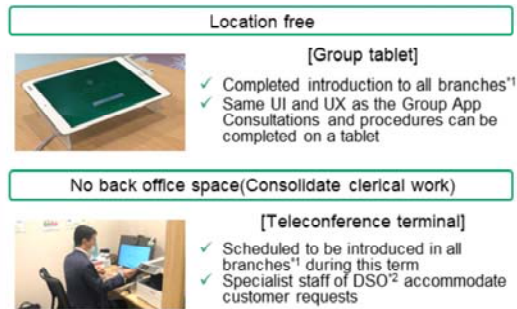 Location free
[Group tablet]
✓ Completed introduction to all branches*1
✓ Same UI and UX as the Group App
Consultations and procedures can be
completed on a tablet
No back office space(Consolidate clerical work)
[Teleconference terminal]
✓ Scheduled to be introduced in all
branches*1 during this term
✓ Specialist staff of DSO*2 accommodate
customer requests